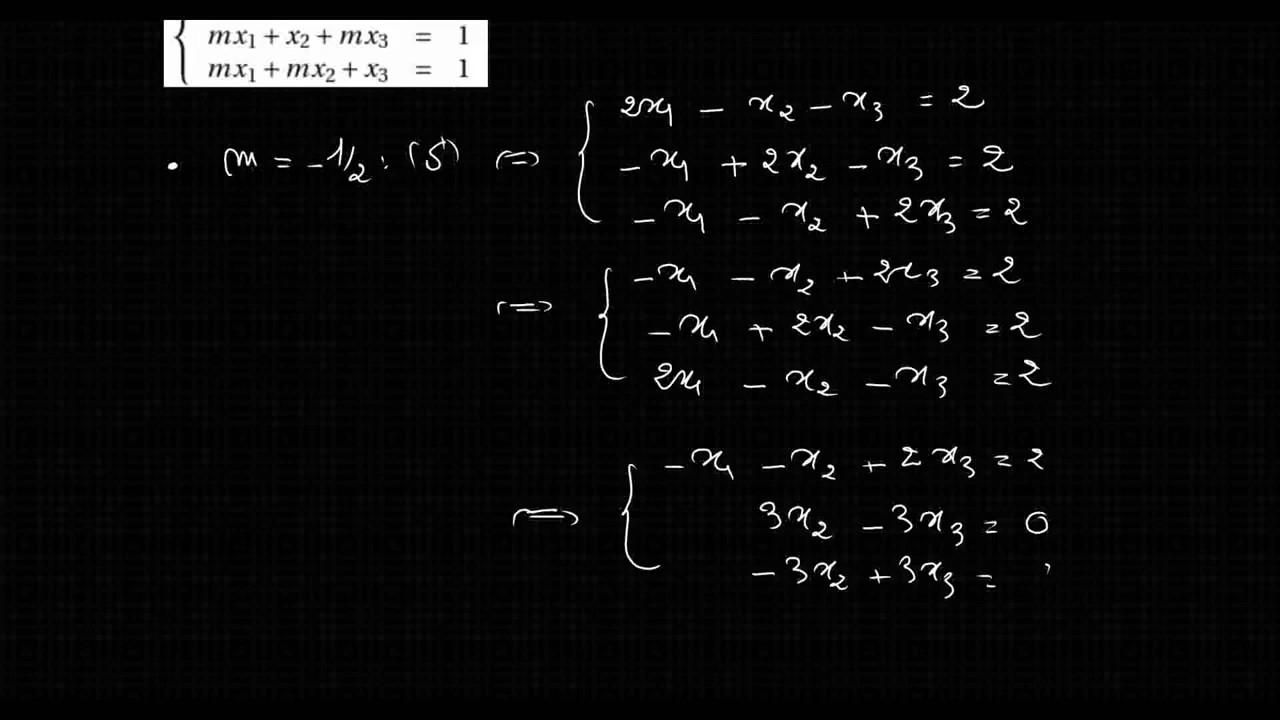 mx₁ + x₂ + mx₃ = 1
mx₁ + mx₂ + x₃ = 1
• m = -1/2 : (S) ⇔ { 2x₁ - x₂ - x₃ = 2
-x₁ + 2x₂ - x₃ = 2
-x₁ - x₂ + 2x₃ = 2
⇔ { -x₁ - x₂ + 2x₃ = 2
-x₁ + 2x₂ - x₃ = 2
2x₁ - x₂ - x₃ = 2
⇔ { -x₁ - x₂ + 2x₃ = 2
3x₂ - 3x₃ = 0
-3x₂ + 3x₃ =